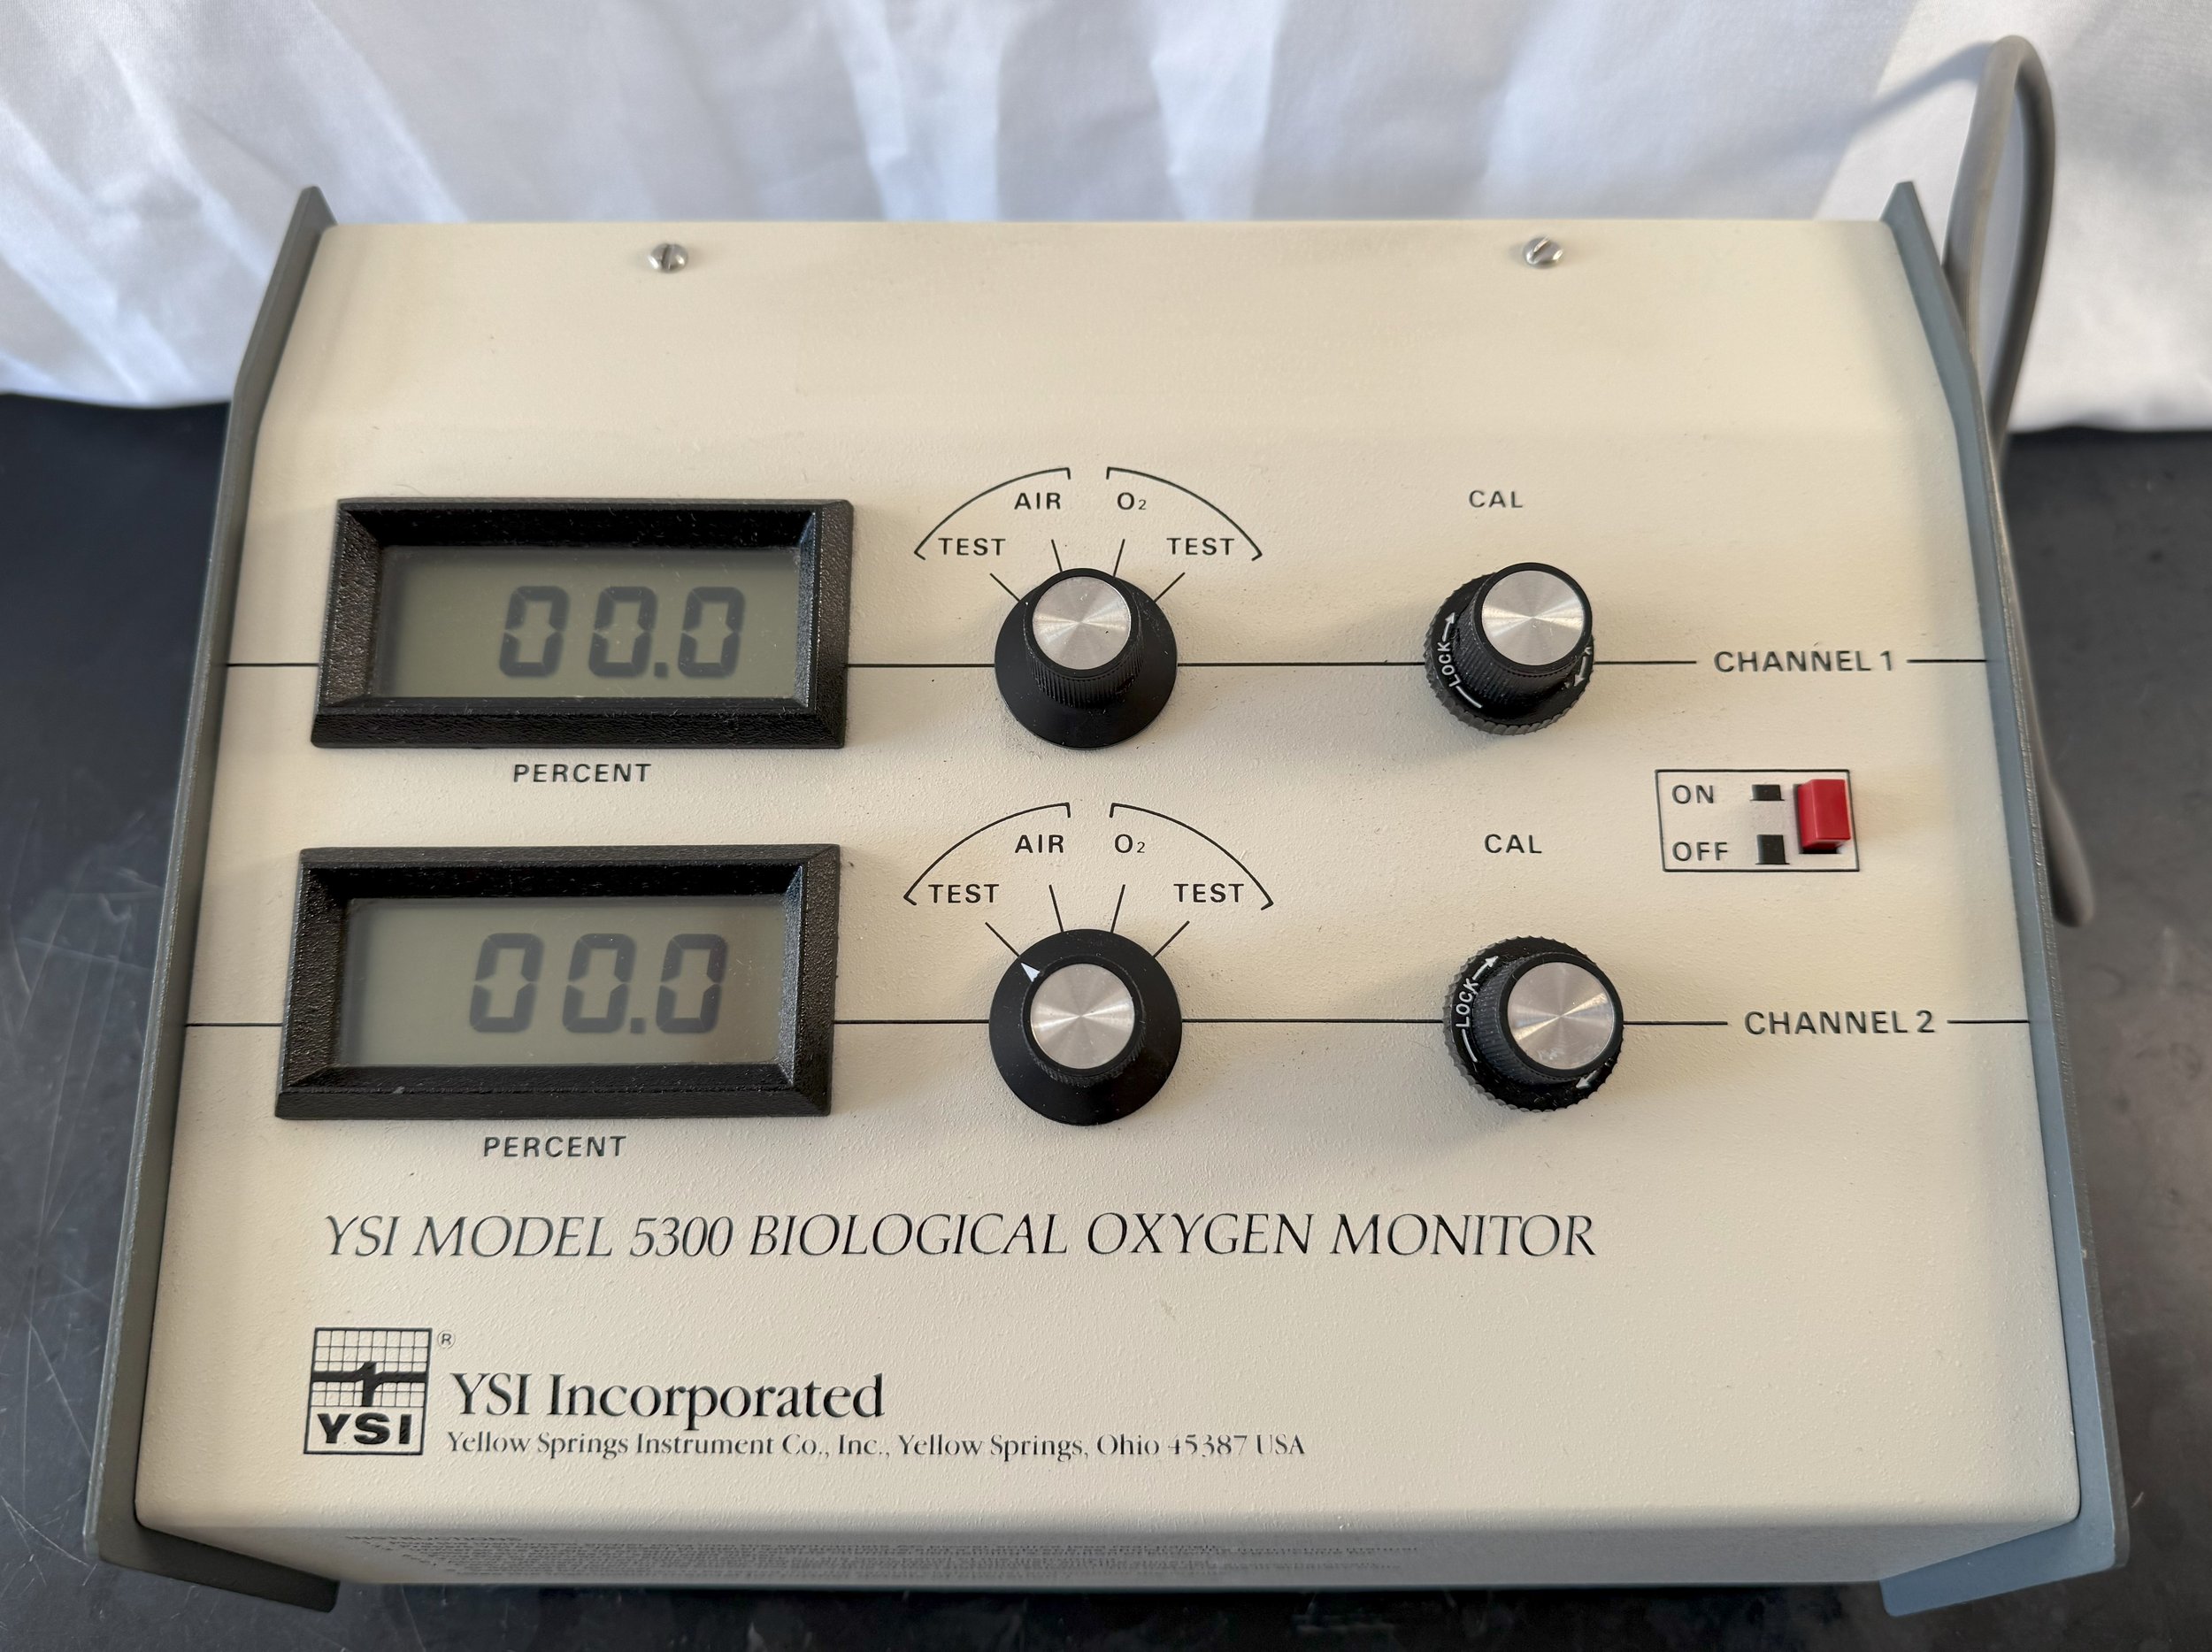 AIR O₂
TEST TEST
CAL
00.0
LOCK
CHANNEL 1
PERCENT
ON
OFF
AIR O₂
TEST TEST
CAL
00.0
LOCK
CHANNEL 2
PERCENT
YSI MODEL 5300 BIOLOGICAL OXYGEN MONITOR
YSI
®
YSI Incorporated
Yellow Springs Instrument Co., Inc., Yellow Springs, Ohio 45387 USA
INSTRUCTIONS